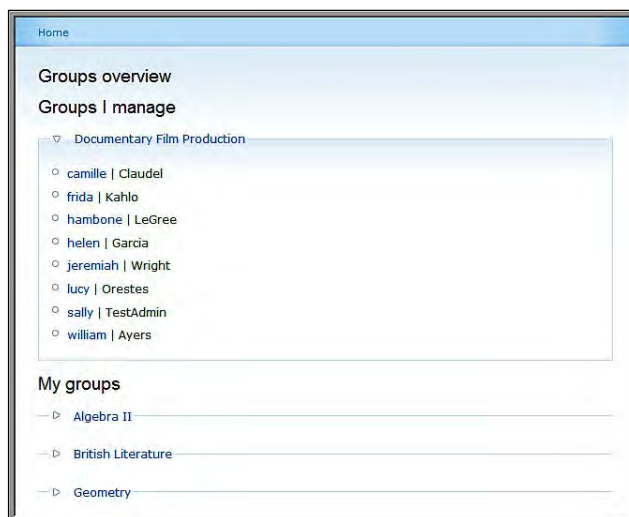 Home
Groups overview
Groups I manage
Documentary Film Production
camille | Claudel
frida | Kahlo
hambone | LeGree
helen | Garcia
jeremiah | Wright
lucy | Orestes
sally | TestAdmin
william | Ayers
My groups
Algebra II
British Literature
Geometry